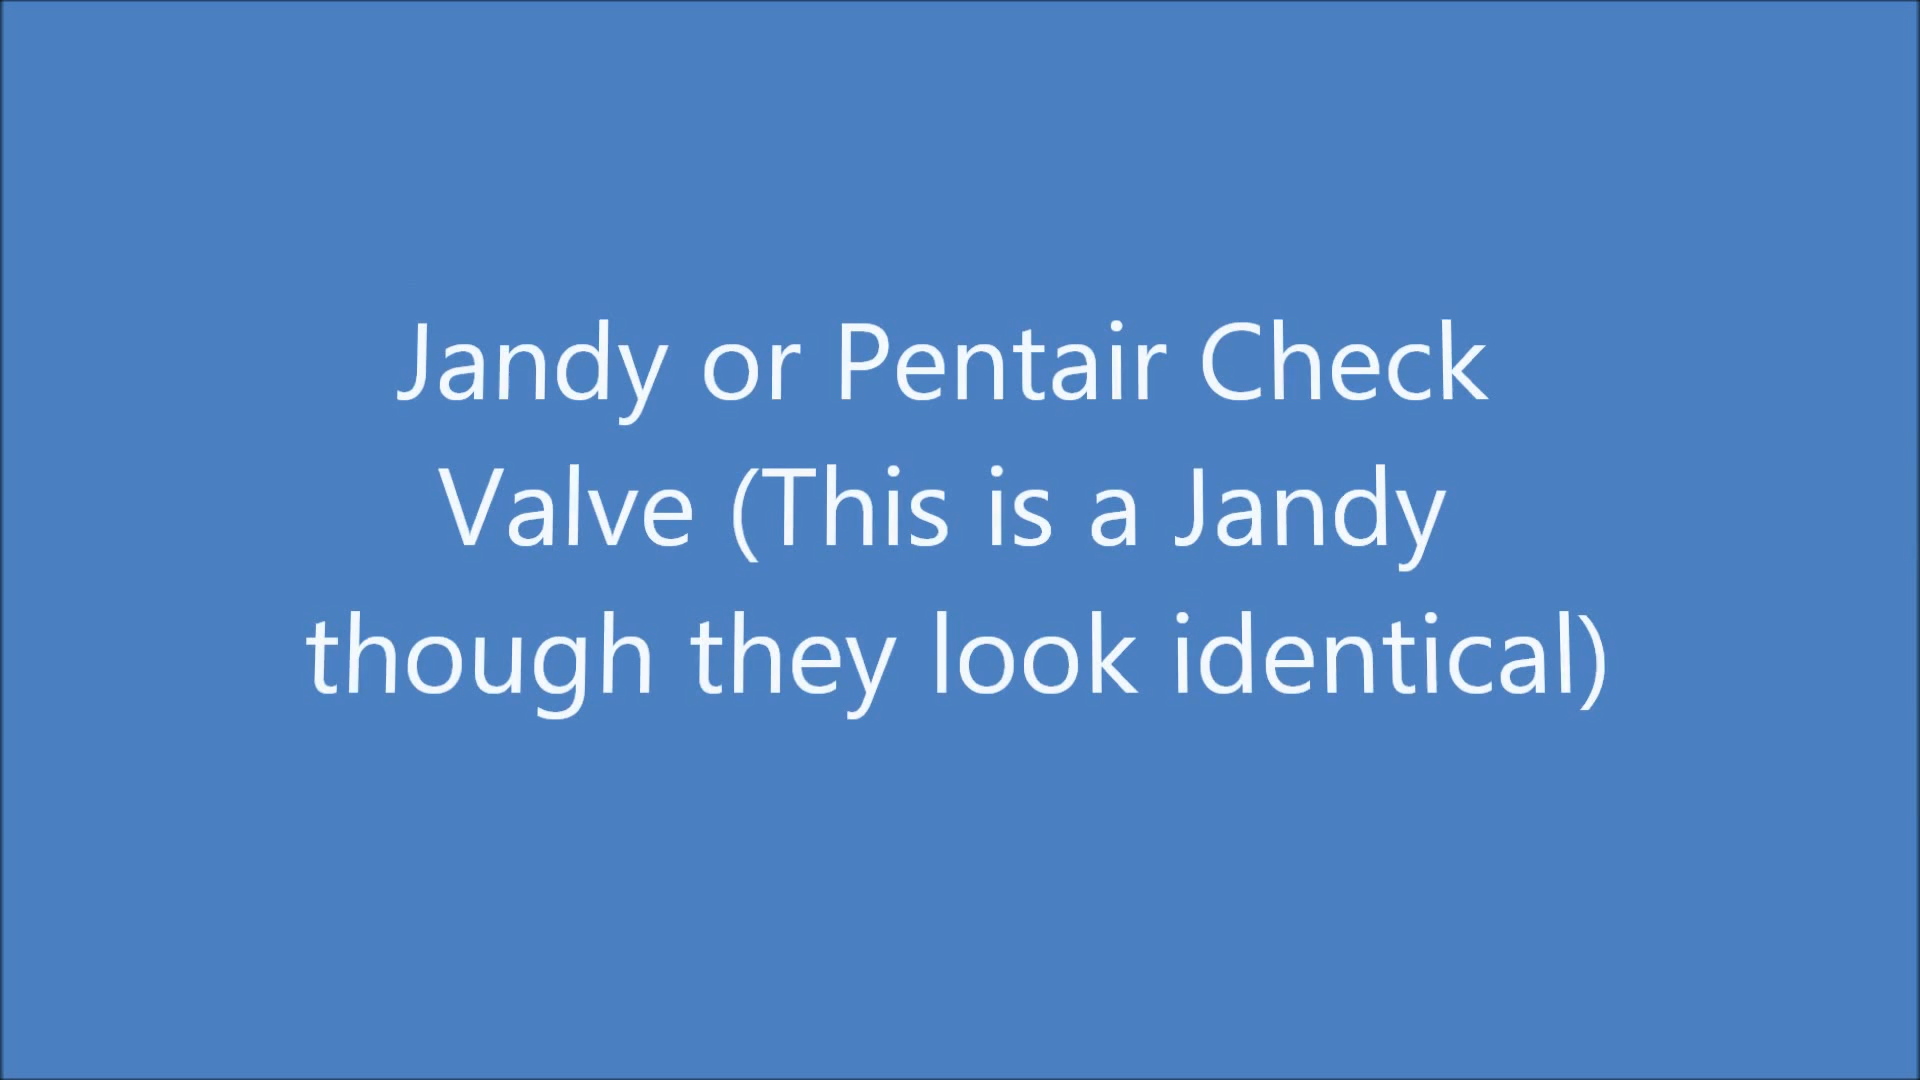 Jandy or Pentair Check
Valve (This is a Jandy
though they look identical)